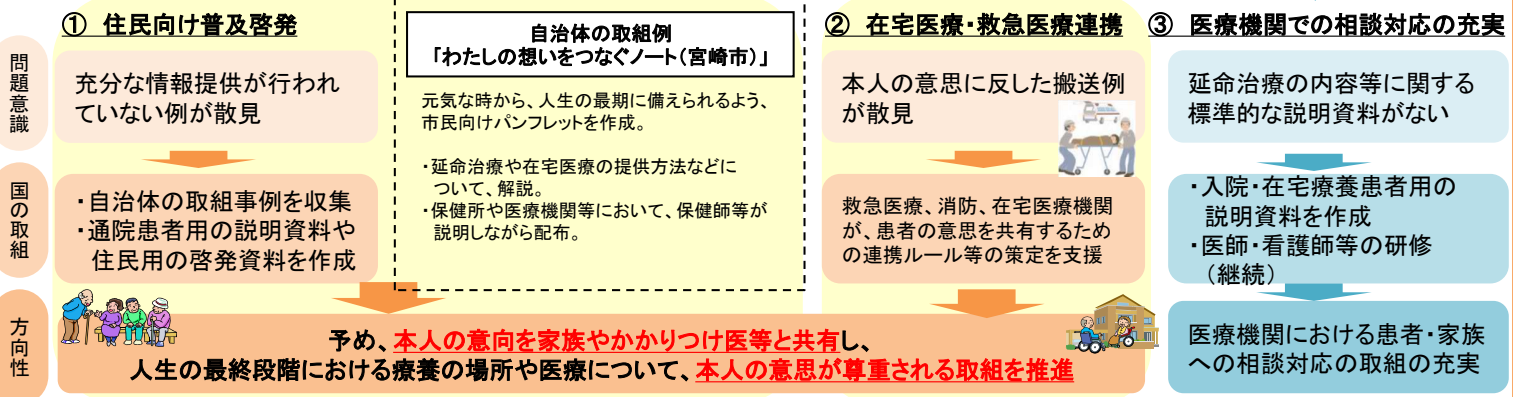 ① 住民向け普及啓発
自治体の取組例
「わたしの想いをつなぐノート(宮崎市)」
② 在宅医療・救急医療連携
③ 医療機関での相談対応の充実
問題意識
充分な情報提供が行われ
ていない例が散見
元気な時から、人生の最期に備えられるよう、
市民向けパンフレットを作成。
・延命治療や在宅医療の提供方法などに
ついて、解説。
・保健所や医療機関等において、保健師等が
説明しながら配布。
本人の意思に反した搬送例
が散見
延命治療の内容等に関する
標準的な説明資料がない
国の取組
・自治体の取組事例を収集
・通院患者用の説明資料や
住民用の啓発資料を作成
救急医療、消防、在宅医療機関
が、患者の意思を共有するため
の連携ルール等の策定を支援
・入院・在宅療養患者用の
説明資料を作成
・医師・看護師等の研修
(継続)
方向性
予め、本人の意向を家族やかかりつけ医等と共有し、
人生の最終段階における療養の場所や医療について、本人の意思が尊重される取組を推進
医療機関における患者・家族
への相談対応の取組の充実